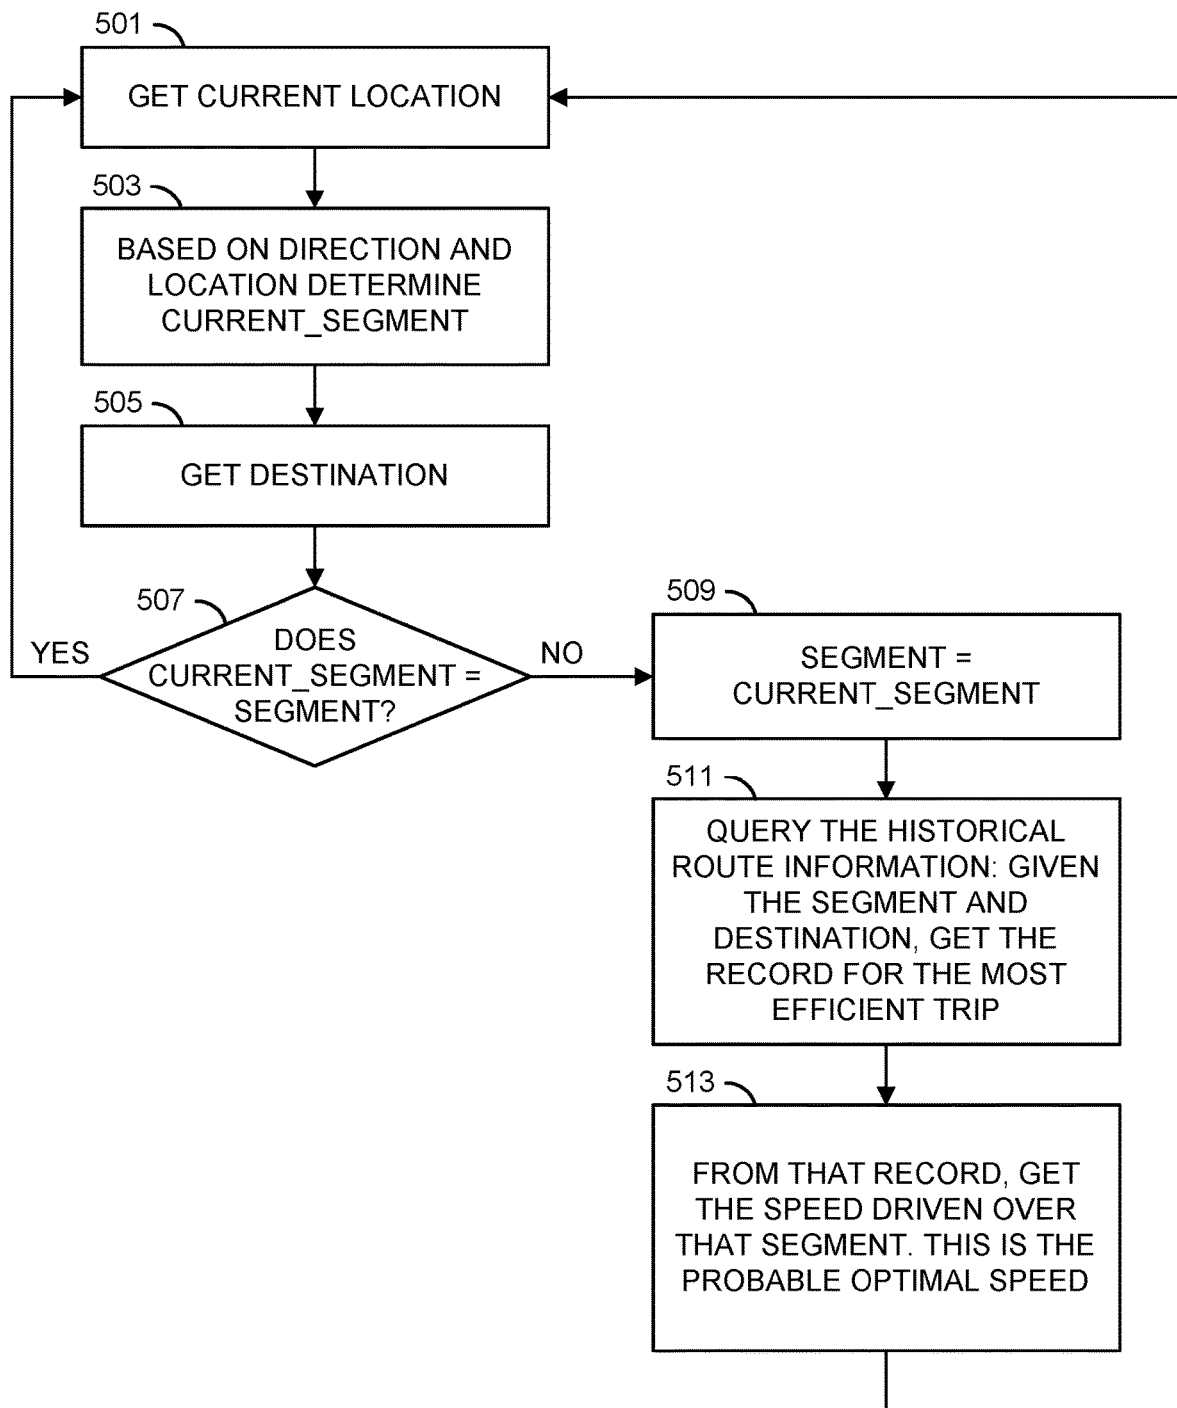 501
GET CURRENT LOCATION
503
BASED ON DIRECTION AND
LOCATION DETERMINE
CURRENT_SEGMENT
505
GET DESTINATION
507
DOES
CURRENT_SEGMENT =
SEGMENT?
YES
NO
509
SEGMENT =
CURRENT_SEGMENT
511
QUERY THE HISTORICAL
ROUTE INFORMATION: GIVEN
THE SEGMENT AND
DESTINATION, GET THE
RECORD FOR THE MOST
EFFICIENT TRIP
513
FROM THAT RECORD, GET
THE SPEED DRIVEN OVER
THAT SEGMENT. THIS IS THE
PROBABLE OPTIMAL SPEED